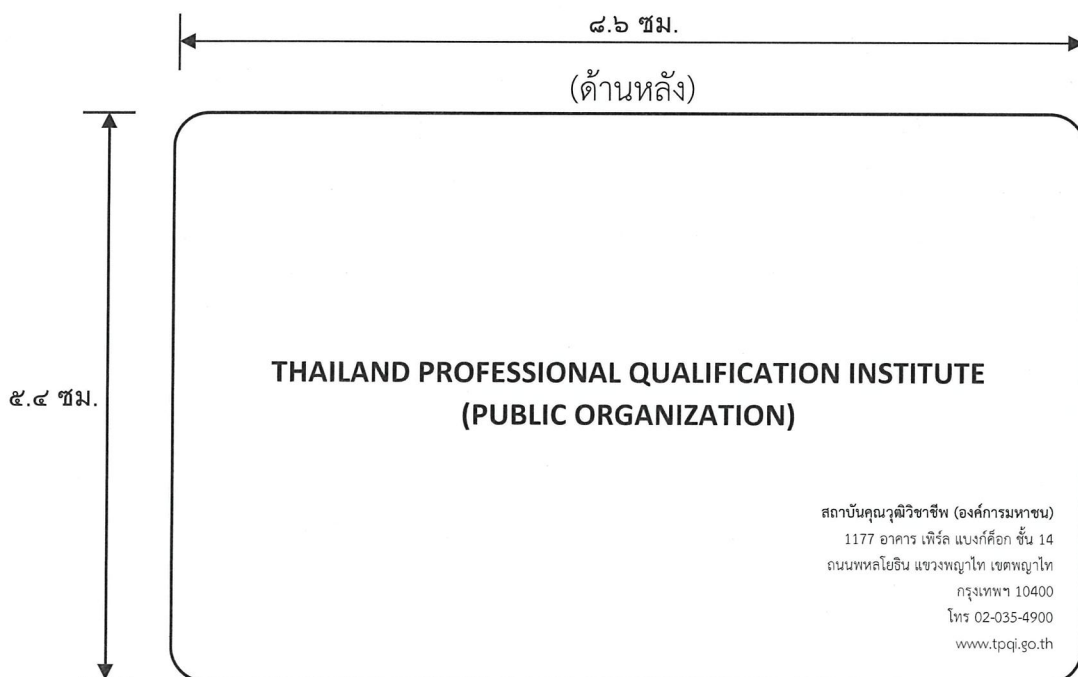 ๘.๖ ซม.
(ด้านหลัง)
๕.๔ ซม.
THAILAND PROFESSIONAL QUALIFICATION INSTITUTE
(PUBLIC ORGANIZATION)
สถาบันคุณวุฒิวิชาชีพ (องค์การมหาชน)
1177 อาคาร เพิร์ล แบงก์ค็อก ชั้น 14
ถนนพหลโยธิน แขวงพญาไท เขตพญาไท
กรุงเทพฯ 10400
โทร 02-035-4900
www.tpqi.go.th